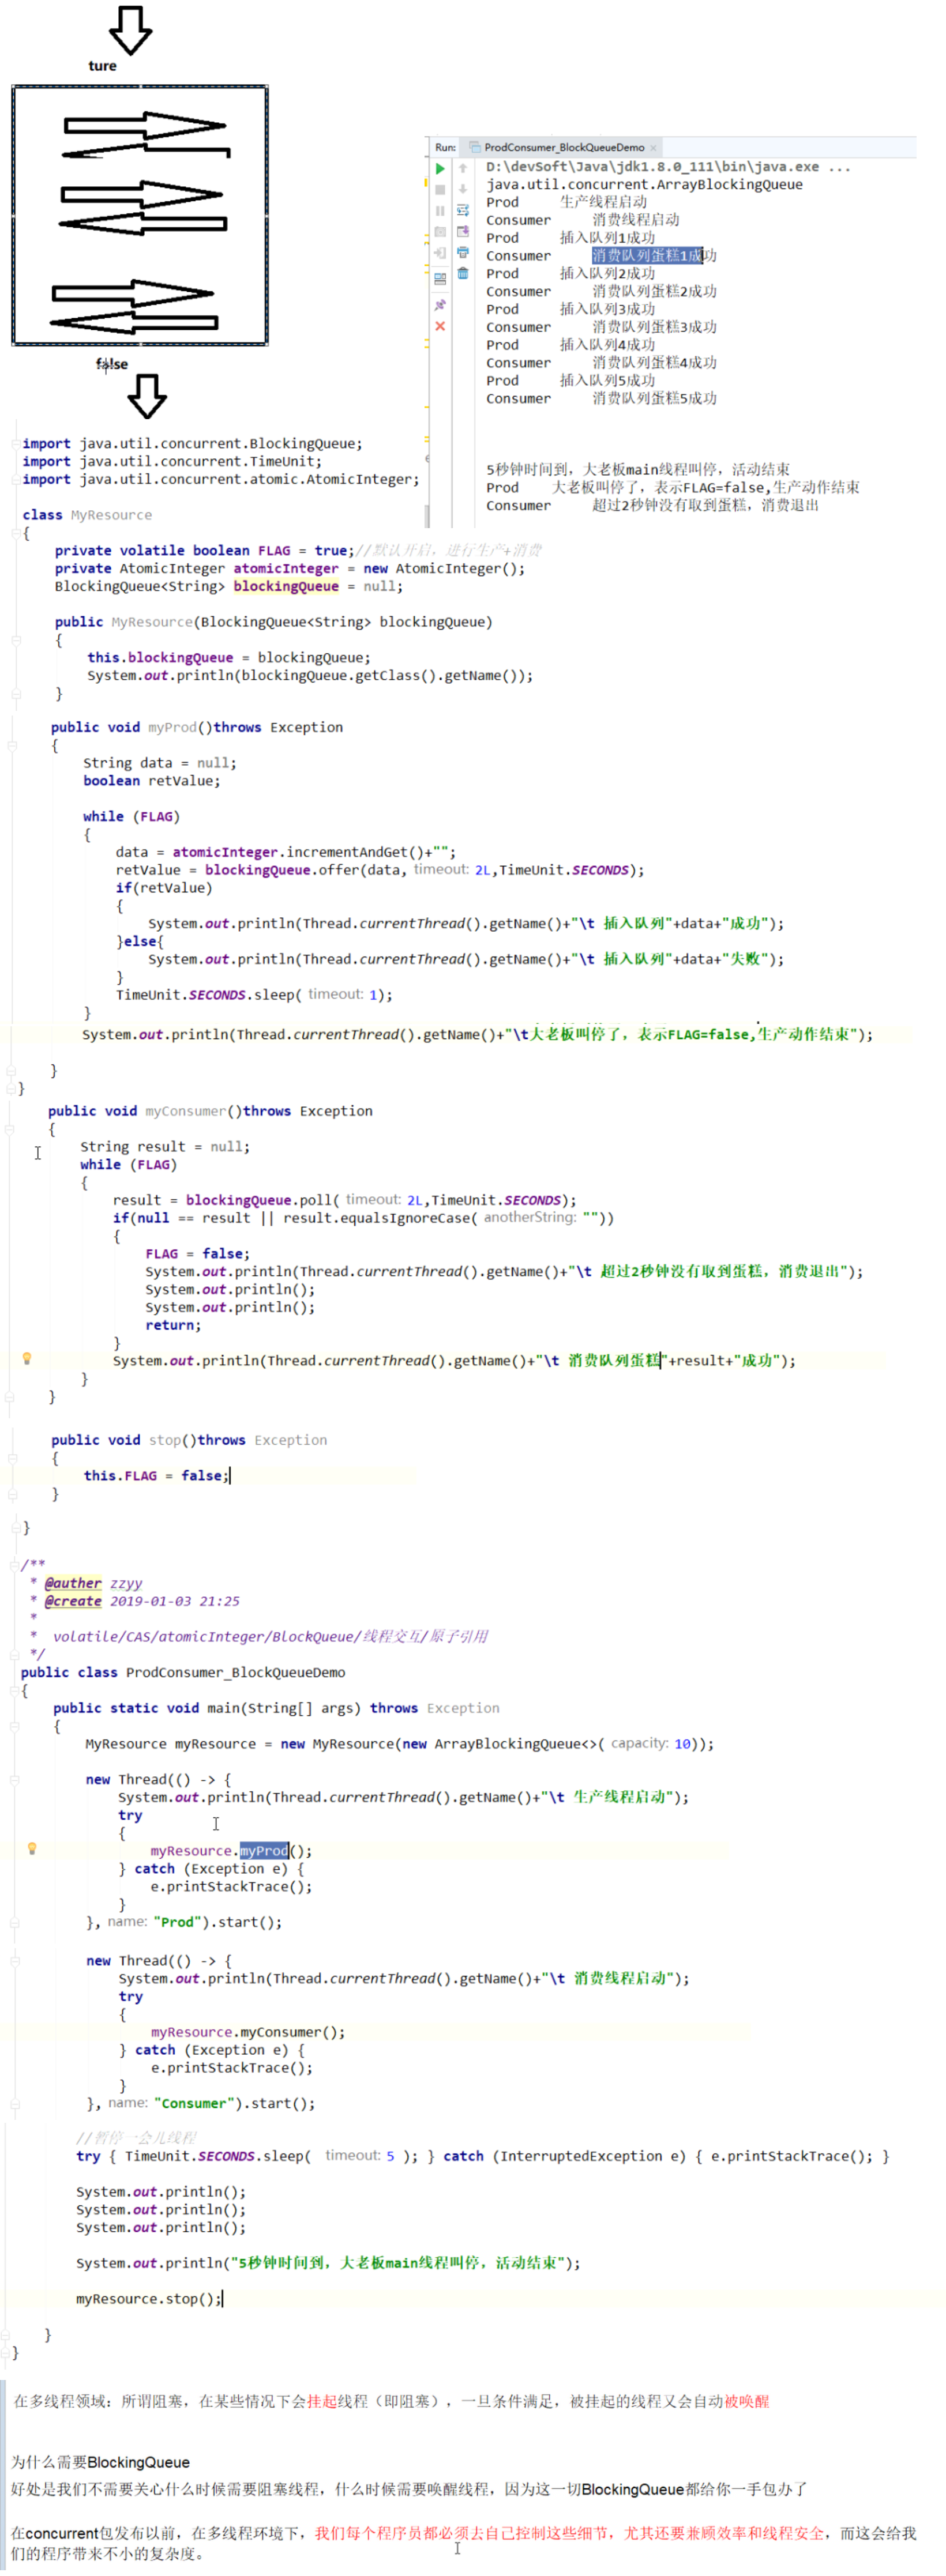 ture
false
Run: ProdConsumer_BlockQueueDemo ×
D:\devSoft\Java\jdk1.8.0_111\bin\java.exe ...
java.util.concurrent.ArrayBlockingQueue
Prod 生产线程启动
Consumer 消费线程启动
Prod 插入队列1成功
Consumer 消费队列蛋糕1成功
Prod 插入队列2成功
Consumer 消费队列蛋糕2成功
Prod 插入队列3成功
Consumer 消费队列蛋糕3成功
Prod 插入队列4成功
Consumer 消费队列蛋糕4成功
Prod 插入队列5成功
Consumer 消费队列蛋糕5成功
5秒钟时间到，大老板main线程叫停，活动结束
Prod 大老板叫停了，表示FLAG=false,生产动作结束
Consumer 超过2秒钟没有取到蛋糕，消费退出
import java.util.concurrent.BlockingQueue;
import java.util.concurrent.TimeUnit;
import java.util.concurrent.atomic.AtomicInteger;
class MyResource
{
private volatile boolean FLAG = true;//默认开启，进行生产+消费
private AtomicInteger atomicInteger = new AtomicInteger();
BlockingQueue<String> blockingQueue = null;
public MyResource(BlockingQueue<String> blockingQueue)
{
this.blockingQueue = blockingQueue;
System.out.println(blockingQueue.getClass().getName());
}
public void myProd()throws Exception
{
String data = null;
boolean retValue;
while (FLAG)
{
data = atomicInteger.incrementAndGet()+"";
retValue = blockingQueue.offer(data, timeout: 2L,TimeUnit.SECONDS);
if(retValue)
{
System.out.println(Thread.currentThread().getName()+"\t 插入队列"+data+"成功");
}else{
System.out.println(Thread.currentThread().getName()+"\t 插入队列"+data+"失败");
}
TimeUnit.SECONDS.sleep( timeout: 1);
}
System.out.println(Thread.currentThread().getName()+"\t大老板叫停了，表示FLAG=false,生产动作结束");
}
}
public void myConsumer()throws Exception
{
String result = null;
while (FLAG)
{
result = blockingQueue.poll( timeout: 2L,TimeUnit.SECONDS);
if(null == result || result.equalsIgnoreCase( anotherString: ""))
{
FLAG = false;
System.out.println(Thread.currentThread().getName()+"\t 超过2秒钟没有取到蛋糕，消费退出");
System.out.println();
System.out.println();
return;
}
System.out.println(Thread.currentThread().getName()+"\t 消费队列蛋糕"+result+"成功");
}
}
public void stop()throws Exception
{
this.FLAG = false;
}
}
/**
* @auther zzyy
* @create 2019-01-03 21:25
*
* volatile/CAS/atomicInteger/BlockQueue/线程交互/原子引用
*/
public class ProdConsumer_BlockQueueDemo
{
public static void main(String[] args) throws Exception
{
MyResource myResource = new MyResource(new ArrayBlockingQueue<>( capacity: 10));
new Thread(() -> {
System.out.println(Thread.currentThread().getName()+"\t 生产线程启动");
try
{
myResource.myProd();
} catch (Exception e) {
e.printStackTrace();
}
}, name: "Prod").start();
new Thread(() -> {
System.out.println(Thread.currentThread().getName()+"\t 消费线程启动");
try
{
myResource.myConsumer();
} catch (Exception e) {
e.printStackTrace();
}
}, name: "Consumer").start();
//暂停一会儿线程
try { TimeUnit.SECONDS.sleep( timeout: 5 ); } catch (InterruptedException e) { e.printStackTrace(); }
System.out.println();
System.out.println();
System.out.println();
System.out.println("5秒钟时间到，大老板main线程叫停，活动结束");
myResource.stop();
}
}
在多线程领域：所谓阻塞，在某些情况下会挂起线程（即阻塞），一旦条件满足，被挂起的线程又会自动被唤醒
为什么需要BlockingQueue
好处是我们不需要关心什么时候需要阻塞线程，什么时候需要唤醒线程，因为这一切BlockingQueue都给你一手包办了
在concurrent包发布以前，在多线程环境下，我们每个程序员都必须去自己控制这些细节，尤其还要兼顾效率和线程安全，而这会给我
们的程序带来不小的复杂度。